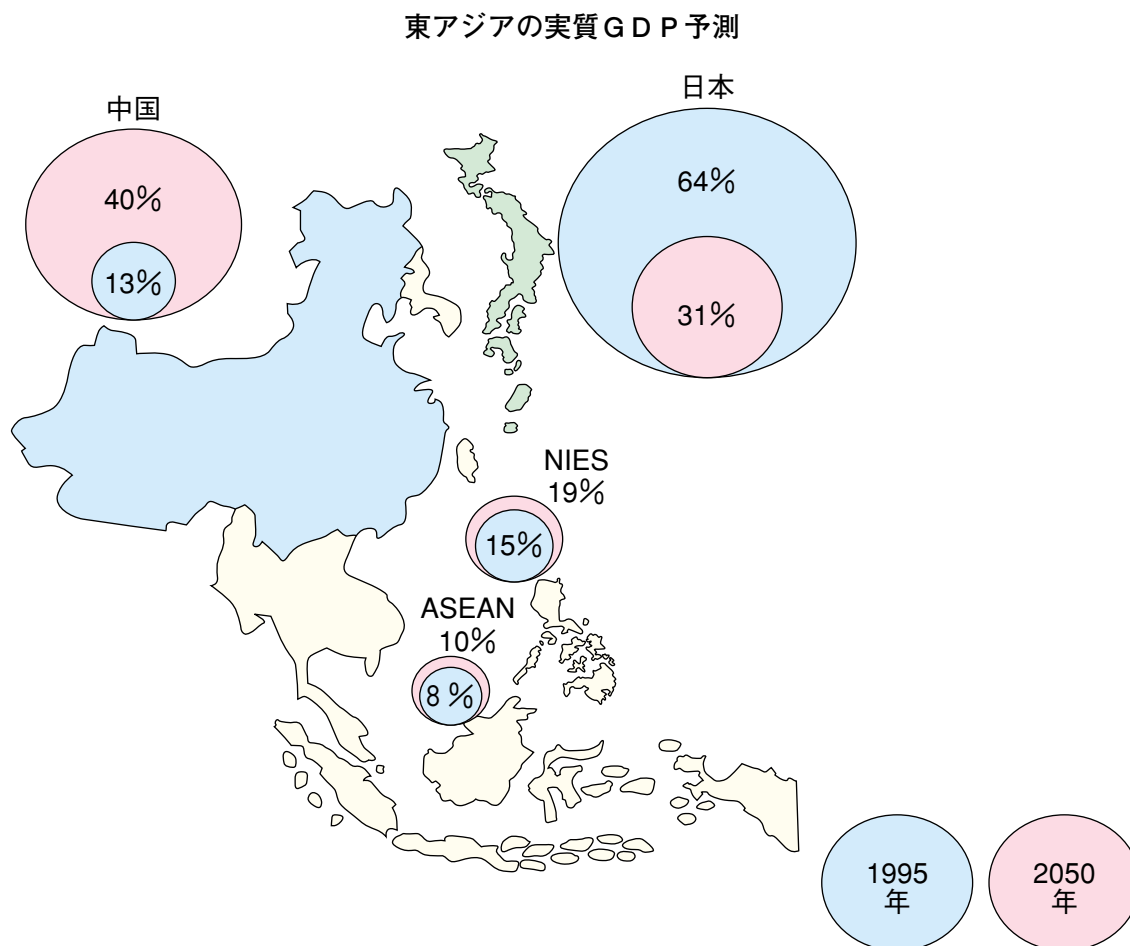 東アジアの実質ＧＤＰ予測
中国
40％
13％
日本
64％
31％
NIES
19％
15％
ASEAN
10％
8％
1995
年
2050
年